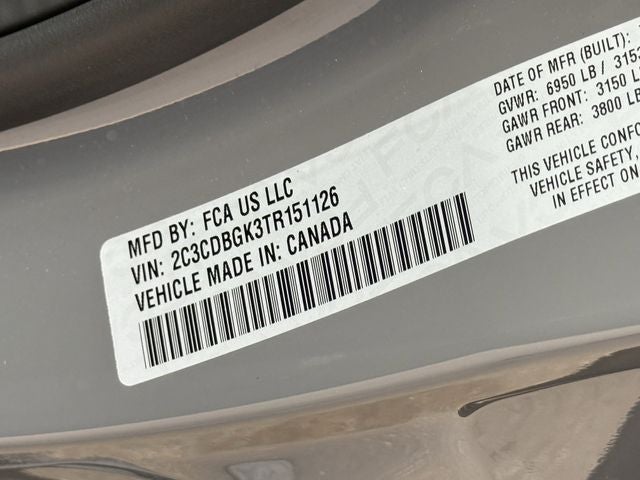 MFD BY: FCA US LLC
VIN: 2C3CDBGK3TR151126
VEHICLE MADE IN: CANADA
DATE OF MFR (BUILT):
GVWR: 6950 LB / 3153
GAWR FRONT: 3150 L
GAWR REAR: 3800 LB
THIS VEHICLE CONFO
VEHICLE SAFETY,
IN EFFECT ON